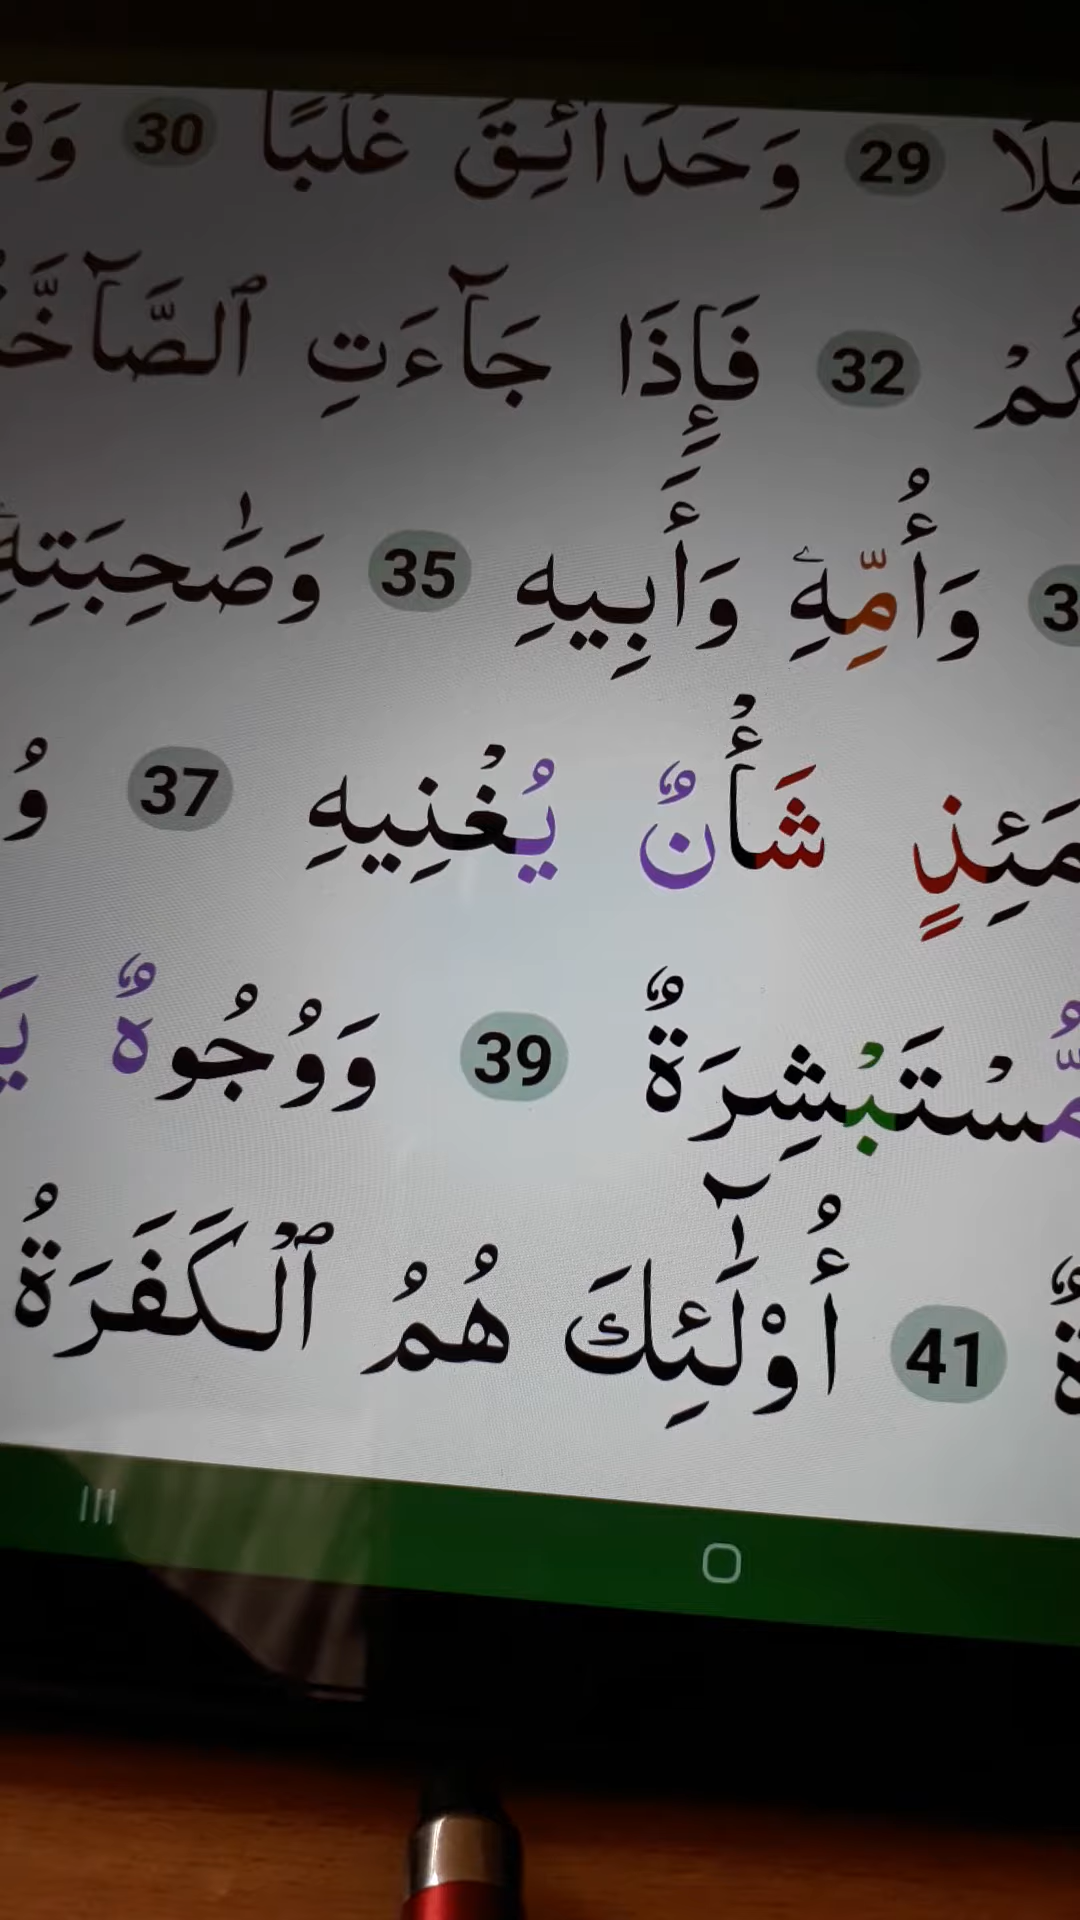 29 وَحَدَآئِقَ غُلْبًا 30
كُمْ 32 فَإِذَا جَآءَتِ ٱلصَّآخَّ
وَأُمِّهِۦ وَأَبِيهِ 35 وَصَٰحِبَتِهِۦ
مَئِذٍ شَأْنٌ يُغْنِيهِ 37 وُ
مُّسْتَبْشِرَةٌ 39 وَوُجُوهٌ يَ
ةٌ 41 أُو۟لَٰٓئِكَ هُمُ ٱلْكَفَرَةُ